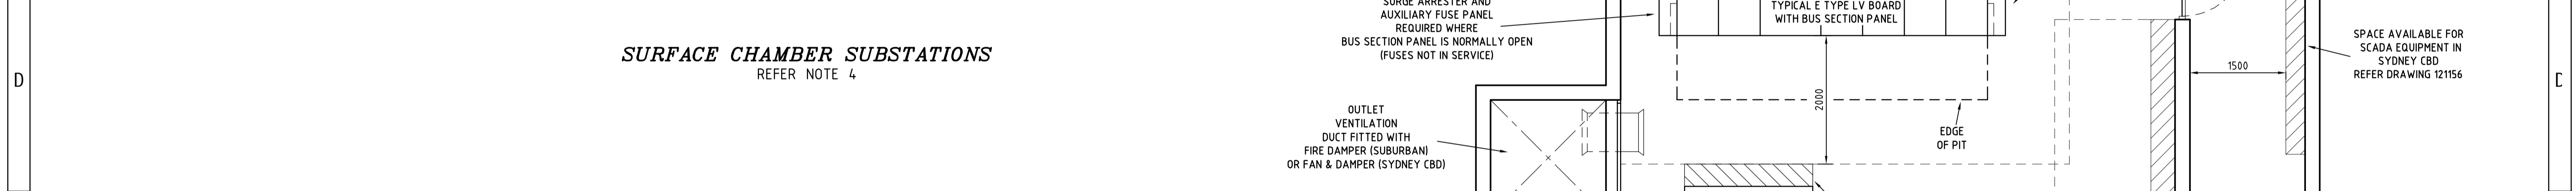 D
SURFACE CHAMBER SUBSTATIONS
REFER NOTE 4
SURGE ARRESTER AND
AUXILIARY FUSE PANEL
REQUIRED WHERE
BUS SECTION PANEL IS NORMALLY OPEN
(FUSES NOT IN SERVICE)
TYPICAL E TYPE LV BOARD
WITH BUS SECTION PANEL
OUTLET
VENTILATION
DUCT FITTED WITH
FIRE DAMPER (SUBURBAN)
OR FAN & DAMPER (SYDNEY CBD)
2000
EDGE
OF PIT
1500
SPACE AVAILABLE FOR
SCADA EQUIPMENT IN
SYDNEY CBD
REFER DRAWING 121156